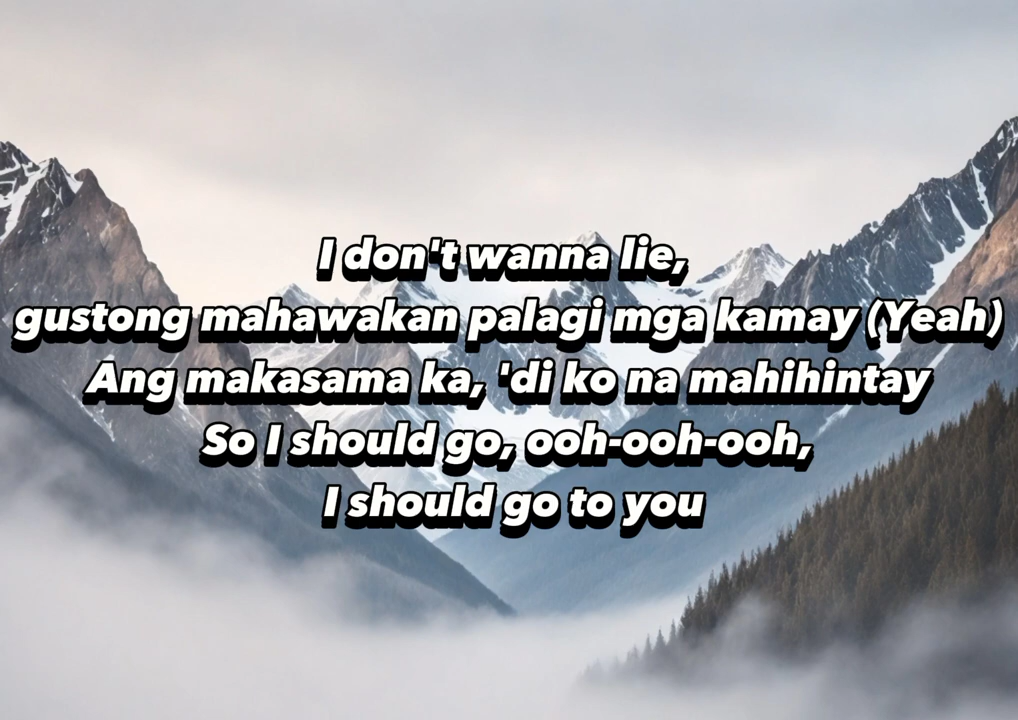 I don't wanna lie,
gustong mahawakan palagi mga kamay (Yeah)
Ang makasama ka, 'di ko na mahihintay
So I should go, ooh-ooh-ooh,
I should go to you